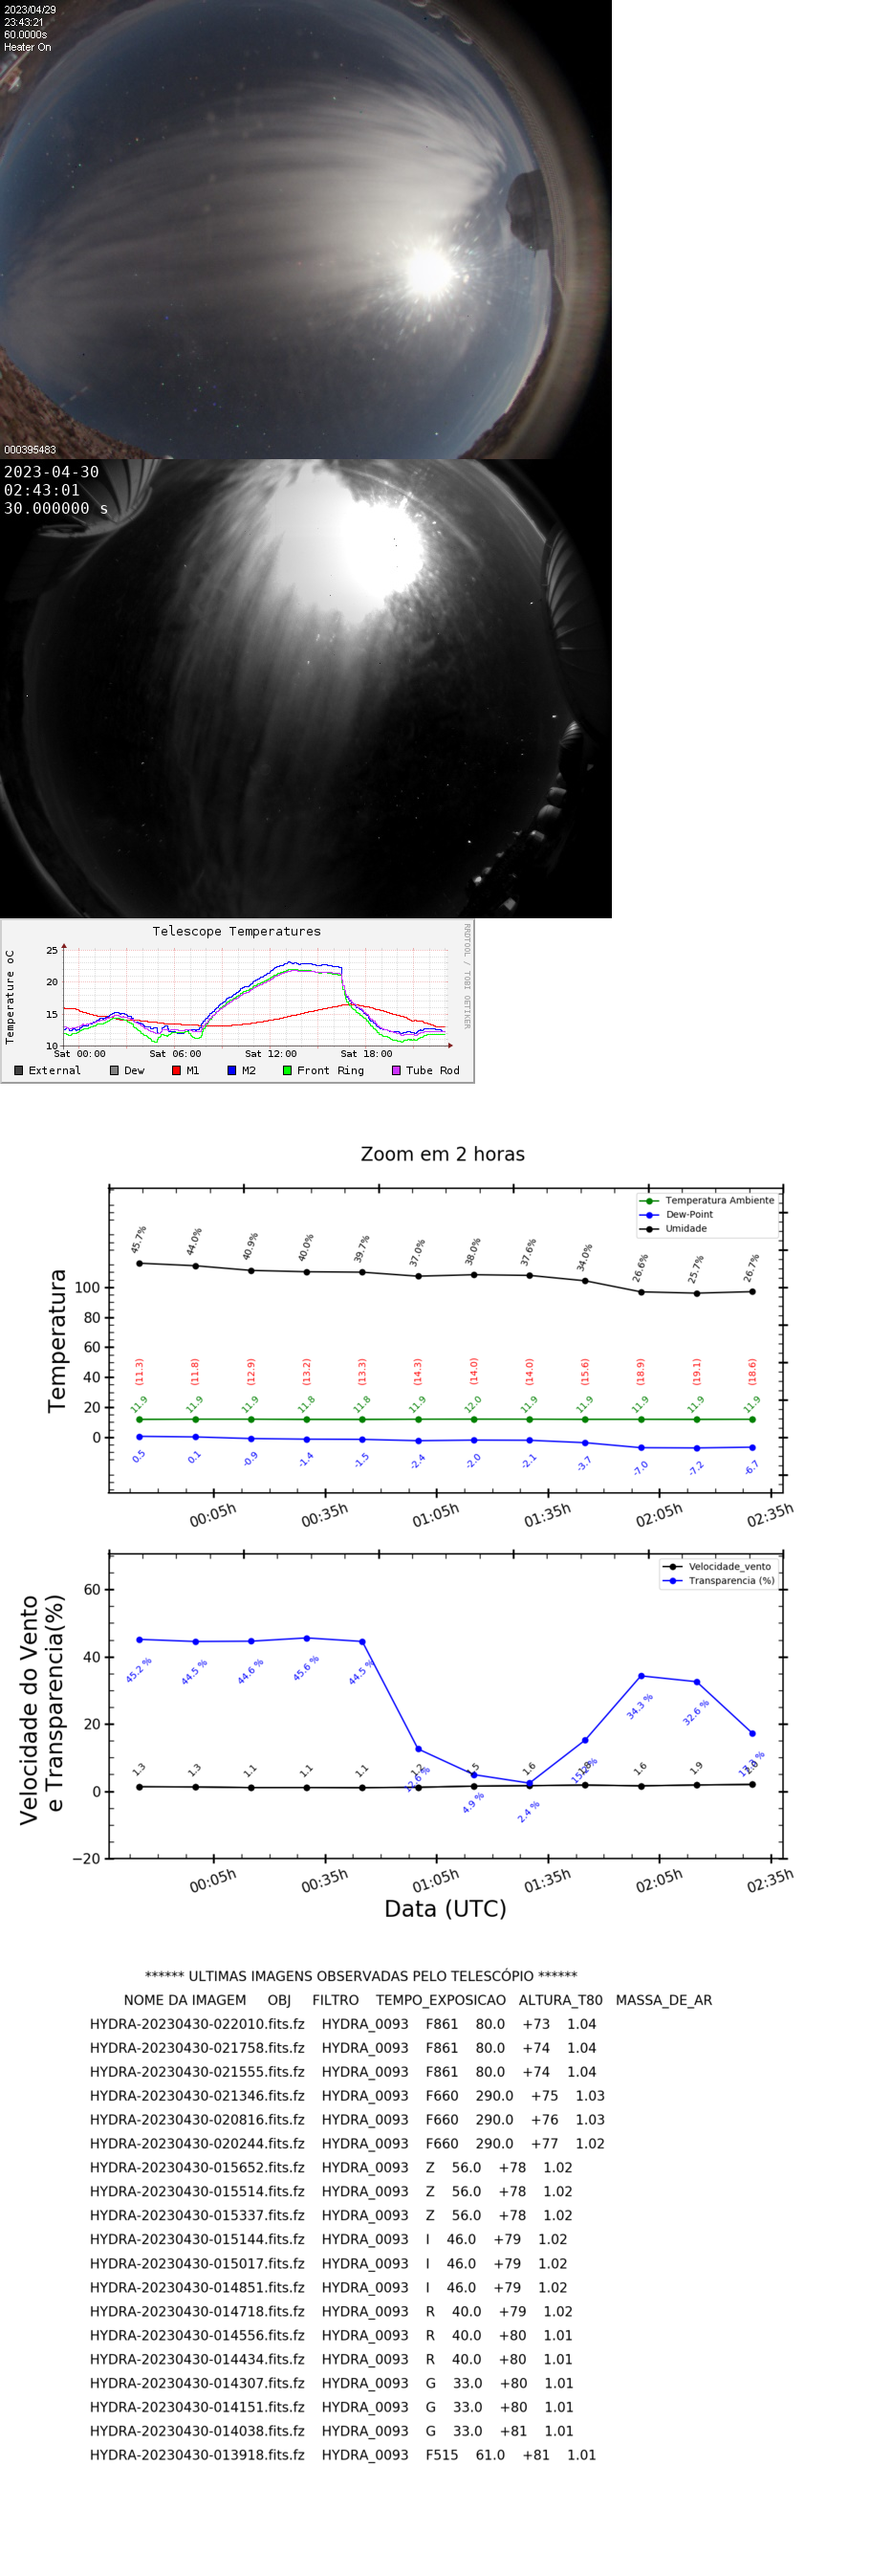 2023/04/29
23:43:21
60.0000s
Heater On
000395483
2023-04-30
02:43:01
30.000000 s
Telescope Temperatures
RRDTOOL / TOBI OETIKER
Temperature oC
25
20
15
10
Sat 00:00 Sat 06:00 Sat 12:00 Sat 18:00
External Dew M1 M2 Front Ring Tube Rod
Zoom em 2 horas
Temperatura Ambiente
Dew-Point
Umidade
Temperatura
100
80
60
40
20
0
45.7% 44.0% 40.9% 40.0% 39.7% 37.0% 38.0% 37.6% 34.0% 26.6% 25.7% 26.7%
(11.3) (11.8) (12.9) (13.2) (13.3) (14.3) (14.0) (14.0) (15.6) (18.9) (19.1) (18.6)
11.9 11.9 11.9 11.8 11.8 11.9 12.0 11.9 11.9 11.9 11.9 11.9
0.5 0.1 -0.9 -1.4 -1.5 -2.4 -2.0 -2.1 -3.7 -7.0 -7.2 -6.7
00:05h 00:35h 01:05h 01:35h 02:05h 02:35h
Velocidade_vento
Transparencia (%)
Velocidade do Vento
e Transparencia(%)
60
40
20
0
−20
45.2 % 44.5 % 44.6 % 45.6 % 44.5 % 12.6 % 4.9 % 2.4 % 34.3 % 32.6 %
1.3 1.3 1.1 1.1 1.1 1.2 1.6 1.6 1.9
00:05h 00:35h 01:05h 01:35h 02:05h 02:35h
Data (UTC)
****** ULTIMAS IMAGENS OBSERVADAS PELO TELESCÓPIO ******
NOME DA IMAGEM OBJ FILTRO TEMPO_EXPOSICAO ALTURA_T80 MASSA_DE_AR
HYDRA-20230430-022010.fits.fz HYDRA_0093 F861 80.0 +73 1.04
HYDRA-20230430-021758.fits.fz HYDRA_0093 F861 80.0 +74 1.04
HYDRA-20230430-021555.fits.fz HYDRA_0093 F861 80.0 +74 1.04
HYDRA-20230430-021346.fits.fz HYDRA_0093 F660 290.0 +75 1.03
HYDRA-20230430-020816.fits.fz HYDRA_0093 F660 290.0 +76 1.03
HYDRA-20230430-020244.fits.fz HYDRA_0093 F660 290.0 +77 1.02
HYDRA-20230430-015652.fits.fz HYDRA_0093 Z 56.0 +78 1.02
HYDRA-20230430-015514.fits.fz HYDRA_0093 Z 56.0 +78 1.02
HYDRA-20230430-015337.fits.fz HYDRA_0093 Z 56.0 +78 1.02
HYDRA-20230430-015144.fits.fz HYDRA_0093 I 46.0 +79 1.02
HYDRA-20230430-015017.fits.fz HYDRA_0093 I 46.0 +79 1.02
HYDRA-20230430-014851.fits.fz HYDRA_0093 I 46.0 +79 1.02
HYDRA-20230430-014718.fits.fz HYDRA_0093 R 40.0 +79 1.02
HYDRA-20230430-014556.fits.fz HYDRA_0093 R 40.0 +80 1.01
HYDRA-20230430-014434.fits.fz HYDRA_0093 R 40.0 +80 1.01
HYDRA-20230430-014307.fits.fz HYDRA_0093 G 33.0 +80 1.01
HYDRA-20230430-014151.fits.fz HYDRA_0093 G 33.0 +80 1.01
HYDRA-20230430-014038.fits.fz HYDRA_0093 G 33.0 +81 1.01
HYDRA-20230430-013918.fits.fz HYDRA_0093 F515 61.0 +81 1.01